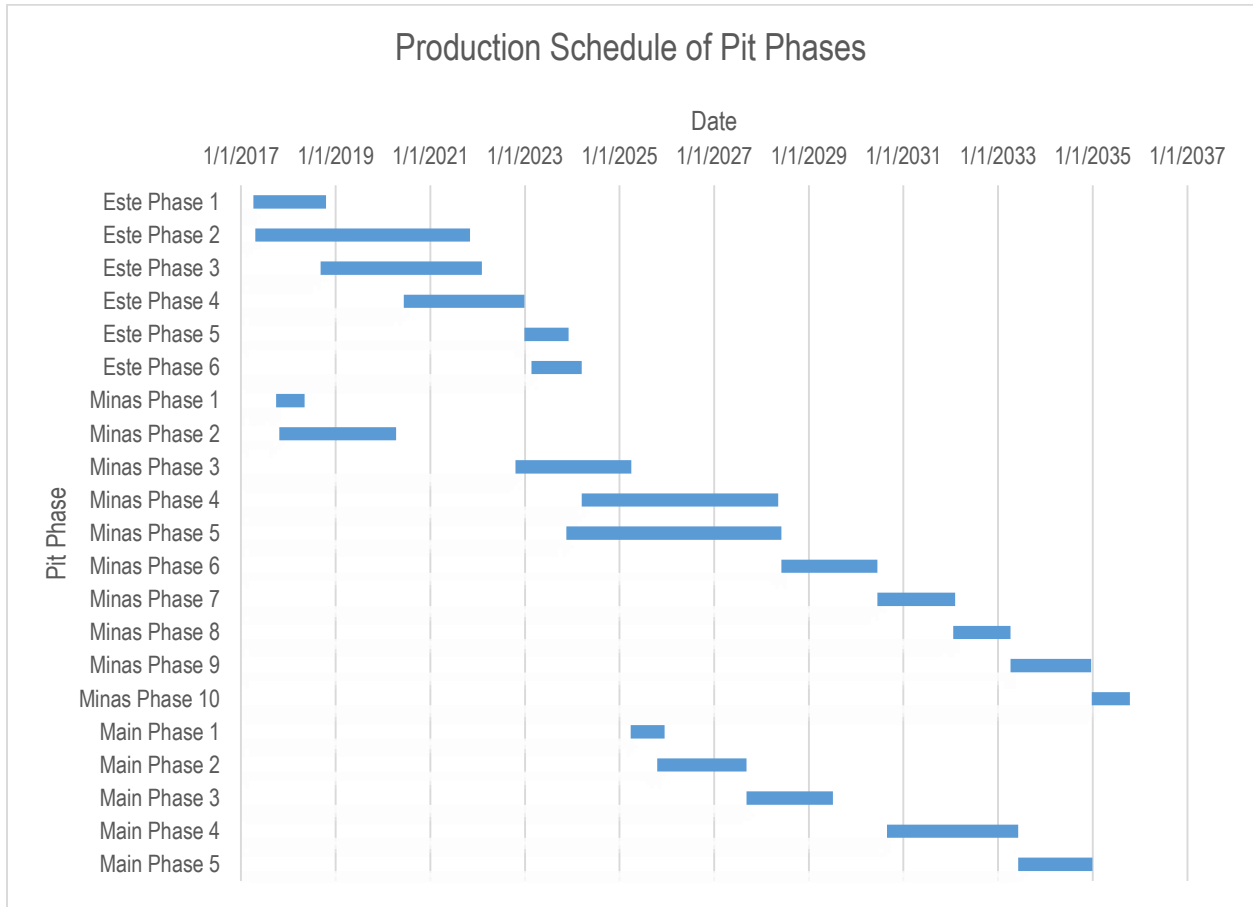 Production Schedule of Pit Phases
Date
1/1/2017 1/1/2019 1/1/2021 1/1/2023 1/1/2025 1/1/2027 1/1/2029 1/1/2031 1/1/2033 1/1/2035 1/1/2037
Pit Phase
Este Phase 1
Este Phase 2
Este Phase 3
Este Phase 4
Este Phase 5
Este Phase 6
Minas Phase 1
Minas Phase 2
Minas Phase 3
Minas Phase 4
Minas Phase 5
Minas Phase 6
Minas Phase 7
Minas Phase 8
Minas Phase 9
Minas Phase 10
Main Phase 1
Main Phase 2
Main Phase 3
Main Phase 4
Main Phase 5